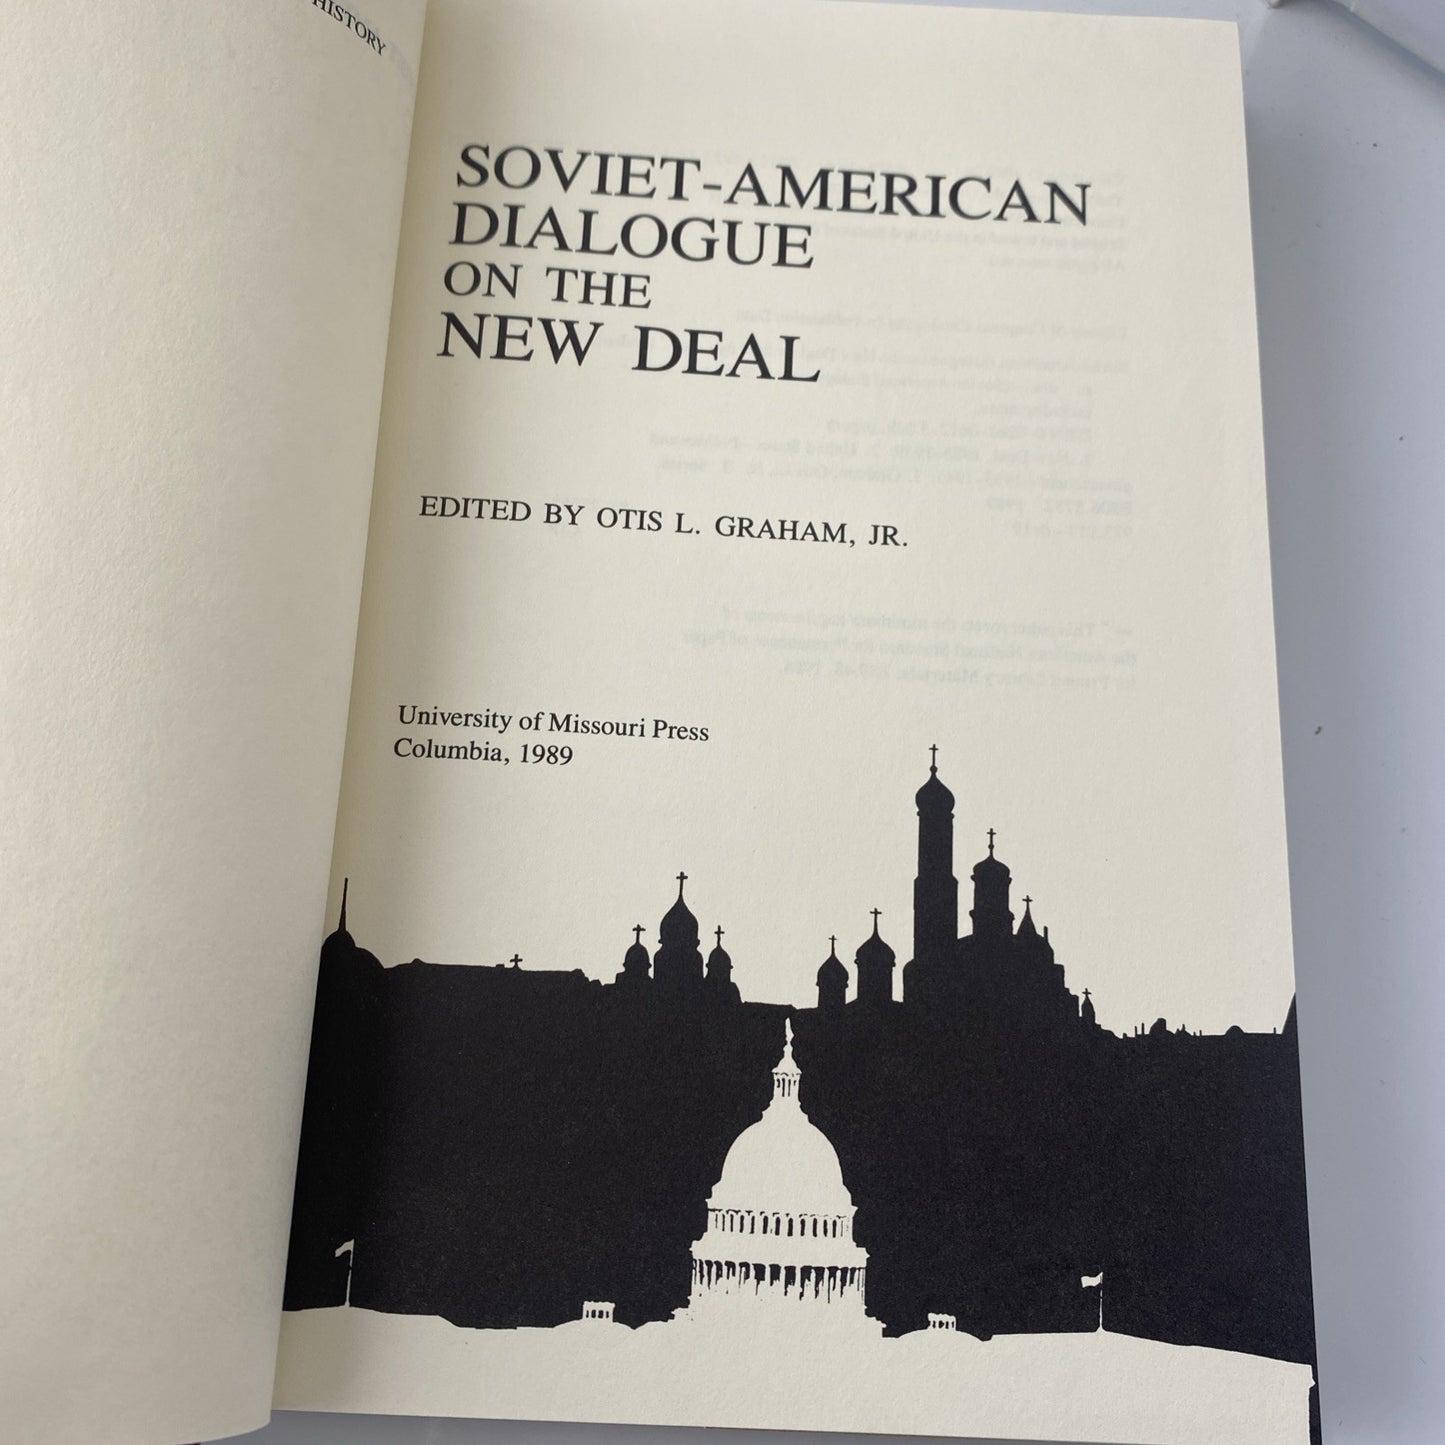 HISTORY
SOVIET-AMERICAN
DIALOGUE
ON THE
NEW DEAL
EDITED BY OTIS L. GRAHAM, JR.
University of Missouri Press
Columbia, 1989